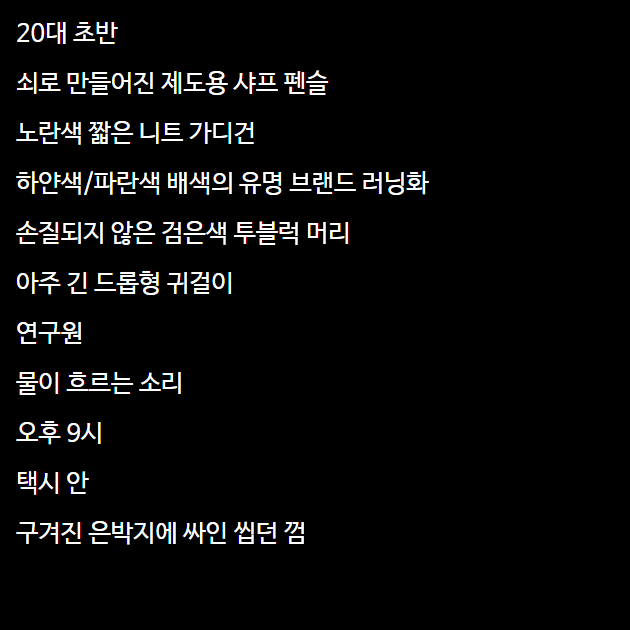 20대 초반
쇠로 만들어진 제도용 샤프 펜슬
노란색 짧은 니트 가디건
하얀색/파란색 배색의 유명 브랜드 러닝화
손질되지 않은 검은색 투블럭 머리
아주 긴 드롭형 귀걸이
연구원
물이 흐르는 소리
오후 9시
택시 안
구겨진 은박지에 싸인 씹던 껌